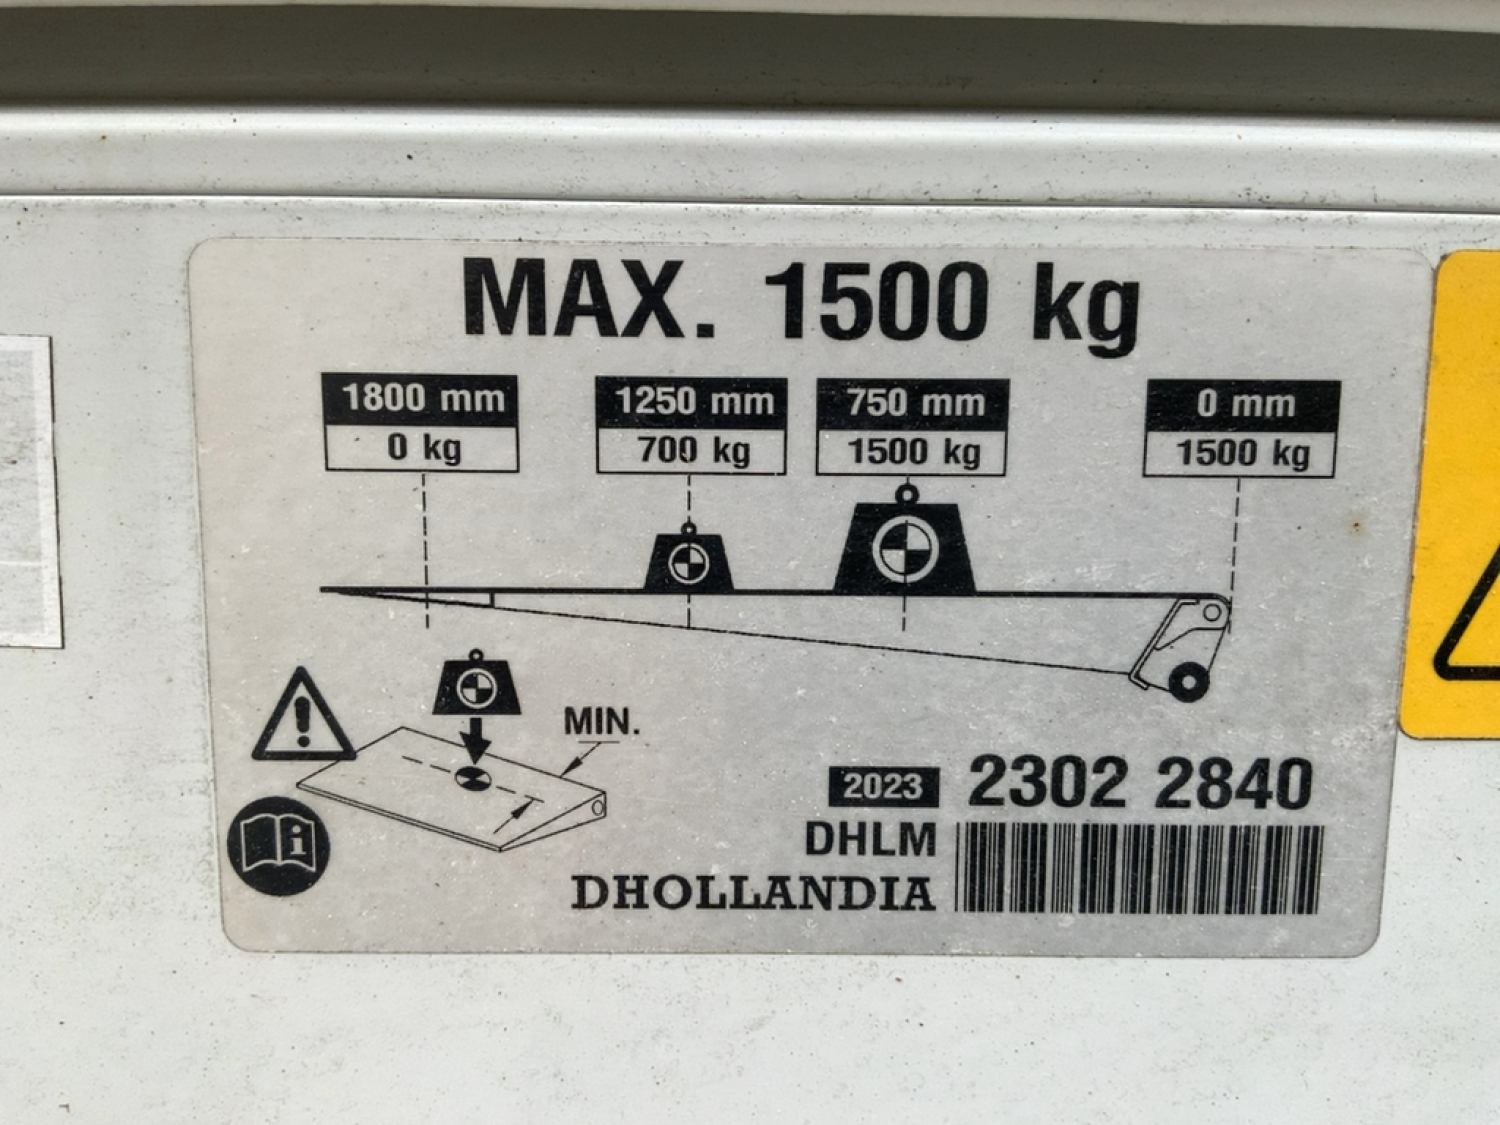 MAX. 1500 kg
1800 mm 1250 mm 750 mm 0 mm
0 kg 700 kg 1500 kg 1500 kg
MIN.
2023 2302 2840
DHLM
DHOLLANDIA